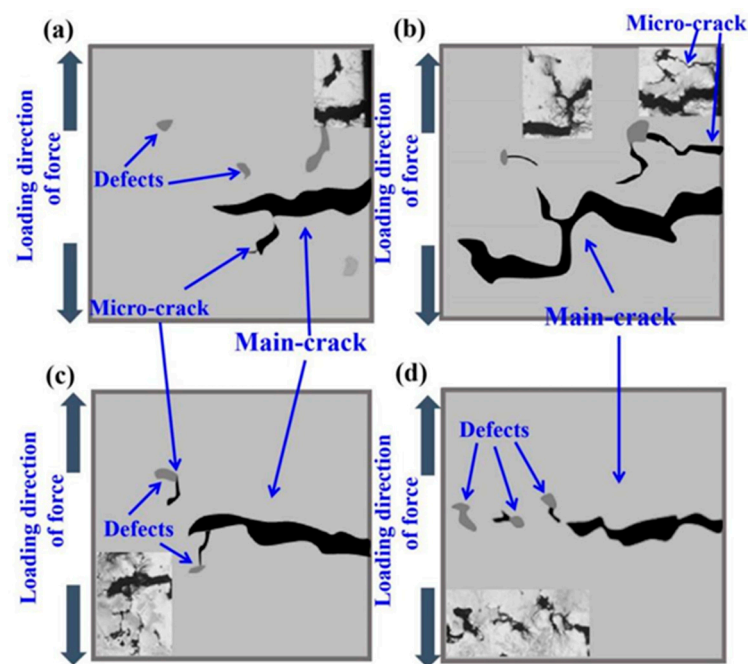 (a)
(b)
Micro-crack
Loading direction
of force
Defects
Loading direction
of force
Micro-crack
Main-crack
Main-crack
(c)
(d)
Loading direction
of force
Defects
Loading direction
of force
Defects